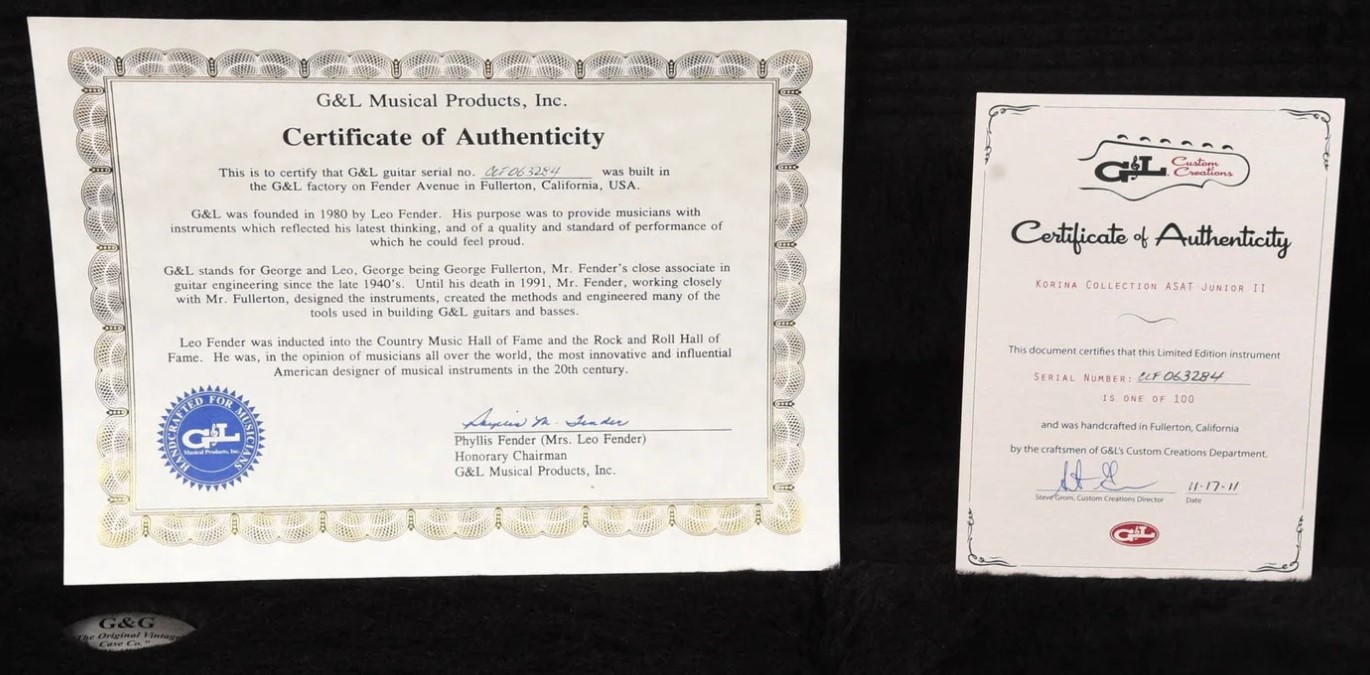 G&L Musical Products, Inc.
Certificate of Authenticity
This is to certify that G&L guitar serial no. CLF063284 was built in
the G&L factory on Fender Avenue in Fullerton, California, USA.
G&L was founded in 1980 by Leo Fender. His purpose was to provide musicians with
instruments which reflected his latest thinking, and of a quality and standard of performance of
which he could feel proud.
G&L stands for George and Leo, George being George Fullerton, Mr. Fender's close associate in
guitar engineering since the late 1940's. Until his death in 1991, Mr. Fender, working closely
with Mr. Fullerton, designed the instruments, created the methods and engineered many of the
tools used in building G&L guitars and basses.
Leo Fender was inducted into the Country Music Hall of Fame and the Rock and Roll Hall of
Fame. He was, in the opinion of musicians all over the world, the most innovative and influential
American designer of musical instruments in the 20th century.
HANDCRAFTED FOR MUSICIANS
G&L
Musical Products, Inc.
Phyllis M. Fender
Phyllis Fender (Mrs. Leo Fender)
Honorary Chairman
G&L Musical Products, Inc.
G&G
The Original Vintage
Case Co."
G&L Custom
Creations
Certificate of Authenticity
KORINA COLLECTION ASAT JUNIOR II
This document certifies that this Limited Edition instrument
SERIAL NUMBER: CLF063284
IS ONE OF 100
and was handcrafted in Fullerton, California
by the craftsmen of G&L's Custom Creations Department.
11-17-11
Steve Grom, Custom Creations Director Date
G&L